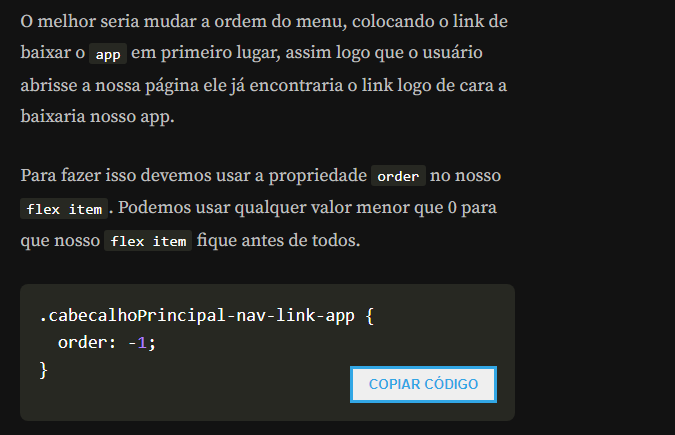 O melhor seria mudar a ordem do menu, colocando o link de
baixar o app em primeiro lugar, assim logo que o usuário
abrisse a nossa página ele já encontraria o link logo de cara a
baixaria nosso app.
Para fazer isso devemos usar a propriedade order no nosso
flex item. Podemos usar qualquer valor menor que 0 para
que nosso flex item fique antes de todos.
.cabecalhoPrincipal-nav-link-app {
  order: -1;
}
COPIAR CÓDIGO